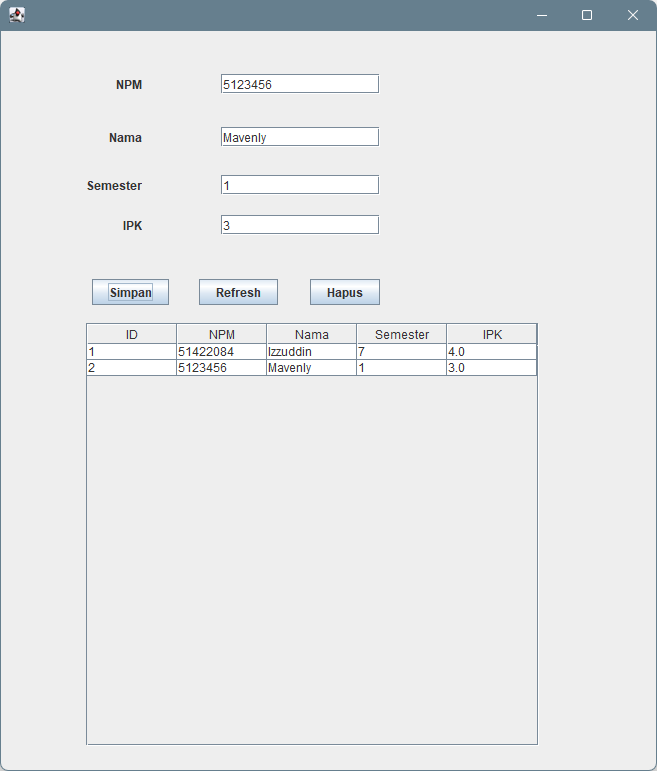 NPM 5123456
Nama Mavenly
Semester 1
IPK 3
Simpan Refresh Hapus
ID NPM Nama Semester IPK
1 51422084 Izzuddin 7 4.0
2 5123456 Mavenly 1 3.0